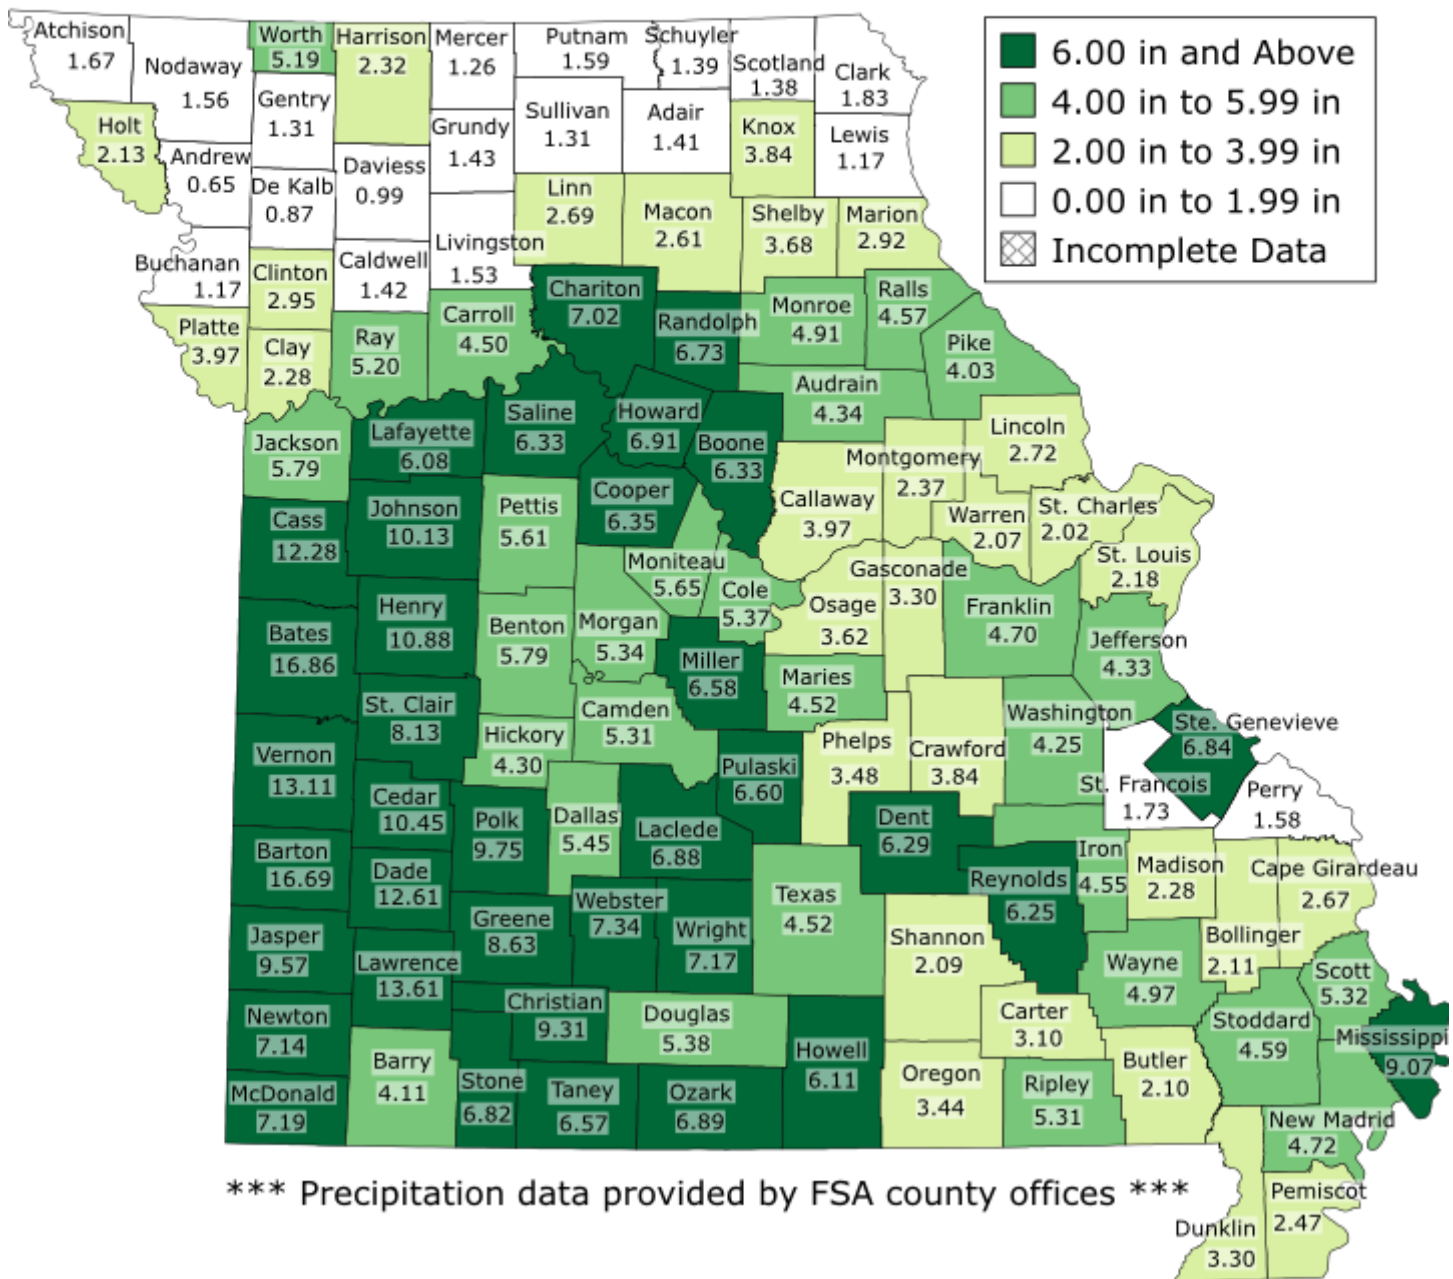 Atchison
1.67
Nodaway
1.56
Worth
5.19
Harrison
2.32
Mercer
1.26
Putnam
1.59
Schuyler
1.39
Scotland
1.38
Clark
1.83
6.00 in and Above
4.00 in to 5.99 in
2.00 in to 3.99 in
0.00 in to 1.99 in
Incomplete Data
Holt
2.13
Gentry
1.31
Grundy
1.43
Sullivan
1.31
Adair
1.41
Knox
3.84
Lewis
1.17
Andrew
0.65
De Kalb
0.87
Daviess
0.99
Linn
2.69
Macon
2.61
Shelby
3.68
Marion
2.92
Buchanan
1.17
Clinton
2.95
Caldwell
1.42
Livingston
1.53
Chariton
7.02
Randolph
6.73
Monroe
4.91
Ralls
4.57
Pike
4.03
Platte
3.97
Clay
2.28
Ray
5.20
Carroll
4.50
Audrain
4.34
Jackson
5.79
Lafayette
6.08
Saline
6.33
Howard
6.91
Boone
6.33
Lincoln
2.72
Montgomery
2.37
Callaway
3.97
Warren
2.07
St. Charles
2.02
St. Louis
2.18
Cass
12.28
Johnson
10.13
Pettis
5.61
Cooper
6.35
Moniteau
5.65
Cole
5.37
Gasconade
3.30
Osage
3.62
Franklin
4.70
Jefferson
4.33
Bates
16.86
Henry
10.88
Benton
5.79
Morgan
5.34
Miller
6.58
Maries
4.52
St. Clair
8.13
Hickory
4.30
Camden
5.31
Washington
4.25
Ste. Genevieve
6.84
Vernon
13.11
Cedar
10.45
Polk
9.75
Dallas
5.45
Laclede
6.88
Pulaski
6.60
Phelps
3.48
Crawford
3.84
Dent
6.29
St. Francois
1.73
Perry
1.58
Barton
16.69
Dade
12.61
Greene
8.63
Webster
7.34
Wright
7.17
Texas
4.52
Reynolds
6.25
Iron
4.55
Madison
2.28
Cape Girardeau
2.67
Jasper
9.57
Lawrence
13.61
Christian
9.31
Douglas
5.38
Shannon
2.09
Wayne
4.97
Bollinger
2.11
Scott
5.32
Newton
7.14
Barry
4.11
Stone
6.82
Taney
6.57
Ozark
6.89
Howell
6.11
Carter
3.10
Oregon
3.44
Ripley
5.31
Butler
2.10
Stoddard
4.59
Mississippi
9.07
McDonald
7.19
New Madrid
4.72
*** Precipitation data provided by FSA county offices ***
Pemiscot
2.47
Dunklin
3.30